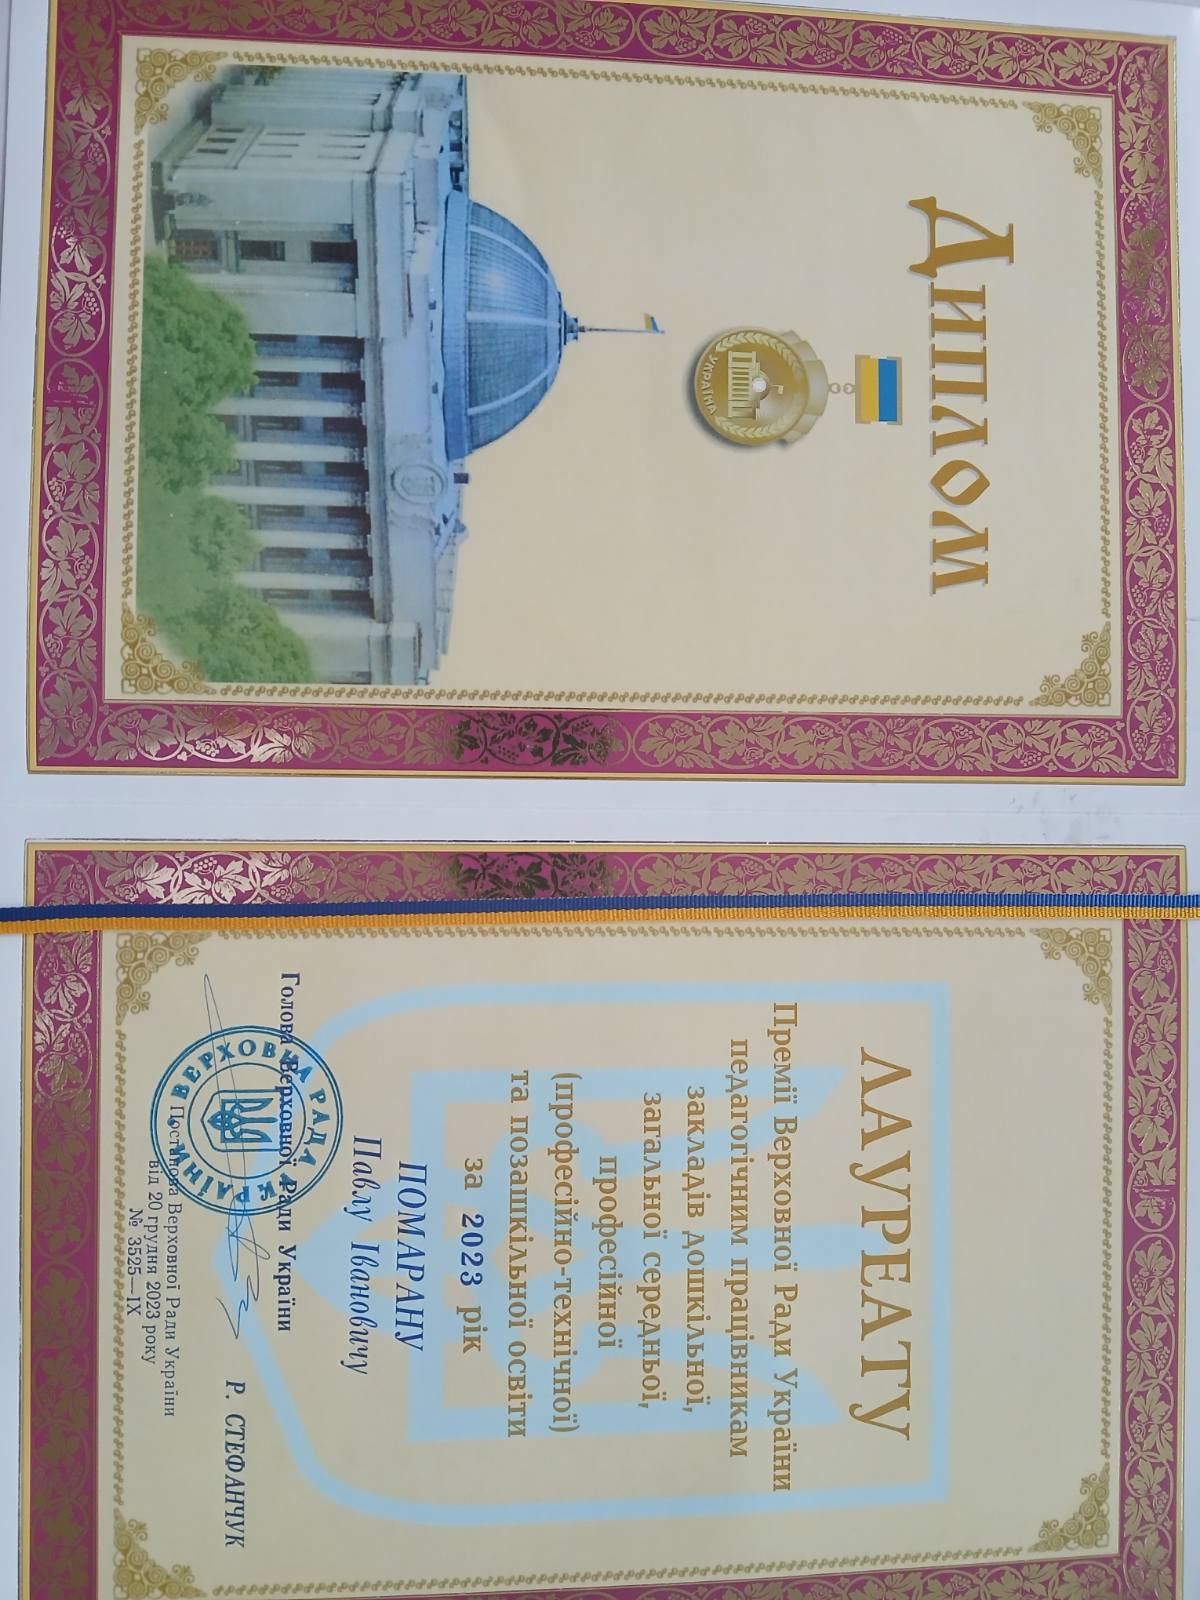 Диплом
УКРАЇНА
ЛАУРЕАТУ
Премії Верховної Ради України
педагогічним працівникам
закладів дошкільної,
загальної середньої,
професійної
(професійно-технічної)
та позашкільної освіти
за 2023 рік
ПОМАРАНУ
Павлу Івановичу
Голова Верховної Ради України
Р. СТЕФАНЧУК
ВЕРХОВНА РАДА УКРАЇНИ
Постанова Верховної Ради України
від 20 грудня 2023 року
№ 3525—IX